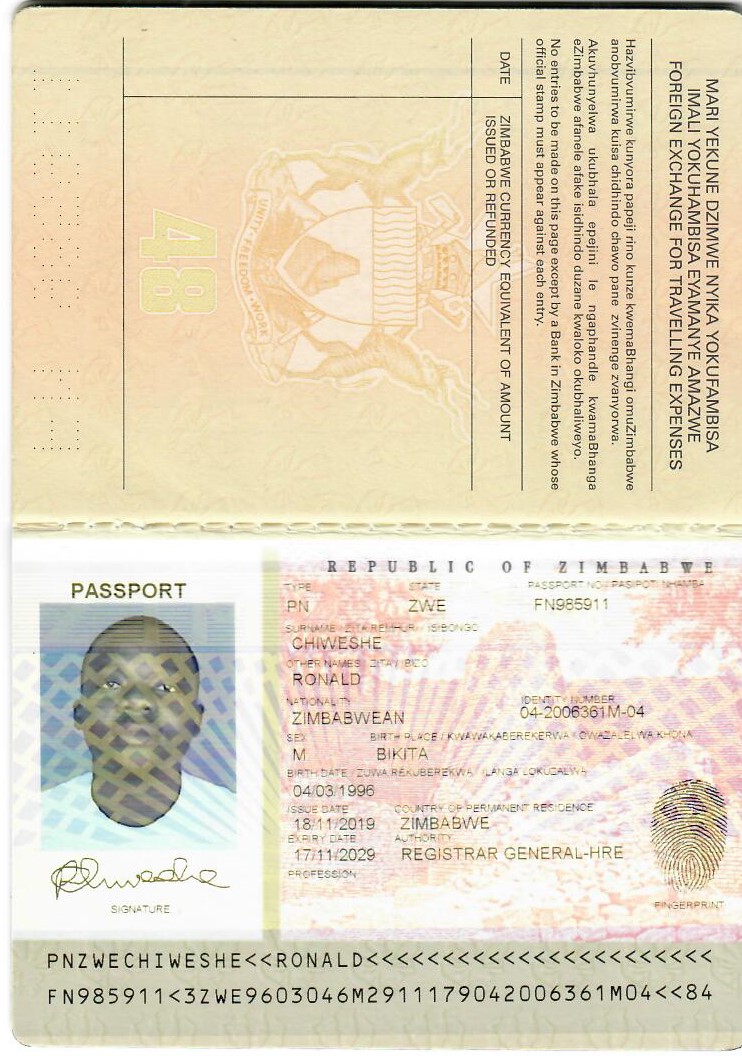 MARI YEKUNE DZIMWE NYIKA YOKUFAMBISA
IMALI YOKUHAMBISA EYAMANYE AMAZWE
FOREIGN EXCHANGE FOR TRAVELLING EXPENSES
Hazvibvumirwe kunyora papeji rino kunze kwemaBhangi omuZimbabwe
anobvumirwa kuisa chidhindo chawo pane zvinenge zvanyorwa.
Akuvhunyelwa ukubhala epejini le ngaphandle kwamaBhanga
eZimbabwe afanele afake isidhindo duzane kwaloko okubhaliweyo.
No entries to be made on this page except by a Bank in Zimbabwe whose
official stamp must appear against each entry.
DATE
ZIMBABWE CURRENCY EQUIVALENT OF AMOUNT
ISSUED OR REFUNDED
UNITY FREEDOM WORK
48
REPUBLIC OF ZIMBABWE
PASSPORT
TYPE STATE PASSPORT NO / PASIPOTI NHAMBA
PN ZWE FN985911
SURNAME / ZITA REMHURI / ISIBONGO
CHIWESHE
OTHER NAMES
RONALD
NATIONALITY IDENTITY NUMBER
ZIMBABWEAN 04-2006361M-04
SEX BIRTH PLACE / KWAWAKABEREKERWA / OWAZALELWA KHONA
M BIKITA
BIRTH DATE / ZUWA REKUBEREKWA / ILANGA LOKUZALWA
04/03/1996
ISSUE DATE COUNTRY OF PERMANENT RESIDENCE
18/11/2019 ZIMBABWE
EXPIRY DATE AUTHORITY
17/11/2029 REGISTRAR GENERAL-HRE
PROFESSION
SIGNATURE
FINGERPRINT
PNZWECHIWESHE<<RONALD<<<<<<<<<<<<<<<<<<<<<<<
FN985911<3ZWE9603046M2911179042006361M04<<84